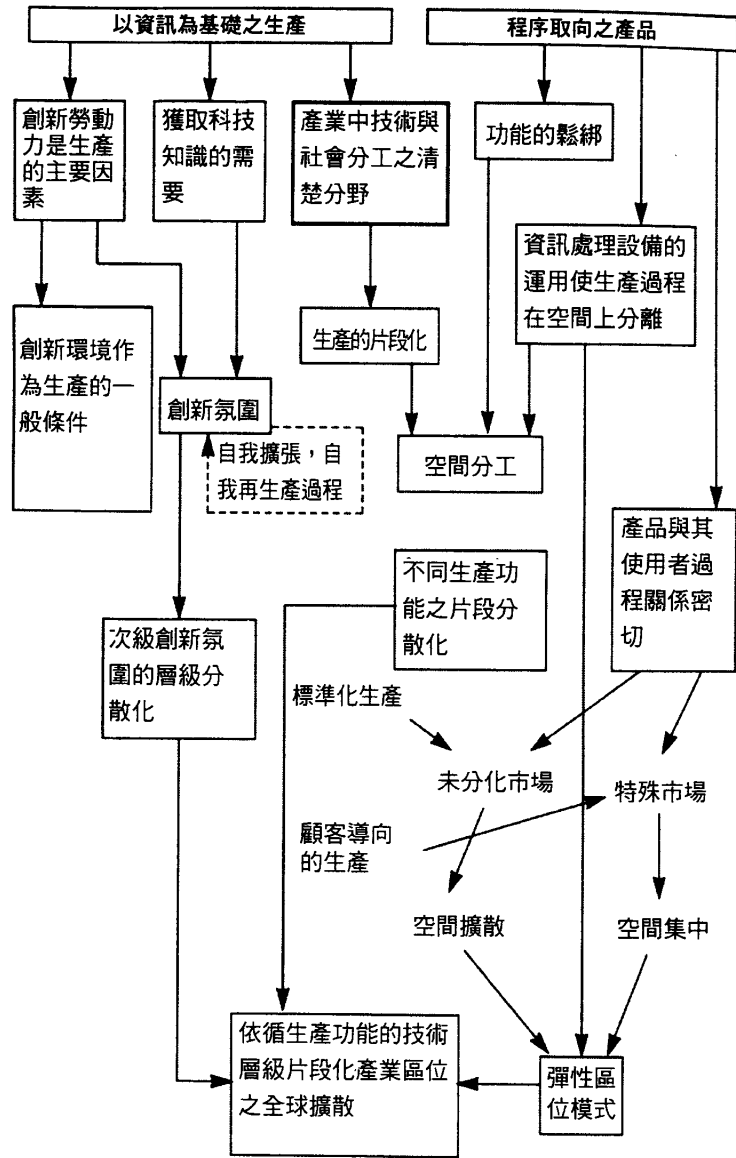 以資訊為基礎之生產
程序取向之產品
創新勞動
力是生產
的主要因
素
獲取科技
知識的需
要
產業中技術與
社會分工之清
楚分野
功能的鬆綁
資訊處理設備的
運用使生產過程
在空間上分離
創新環境作
為生產的一
般條件
生產的片段化
創新氛圍
自我擴張，自
我再生產過程
空間分工
產品與其
使用者過
程關係密
切
不同生產功
能之片段分
散化
次級創新氛
圍的層級分
散化
標準化生產
未分化市場
特殊市場
顧客導向
的生產
空間擴散
空間集中
依循生產功能的技術
層級片段化產業區位
之全球擴散
彈性區
位模式